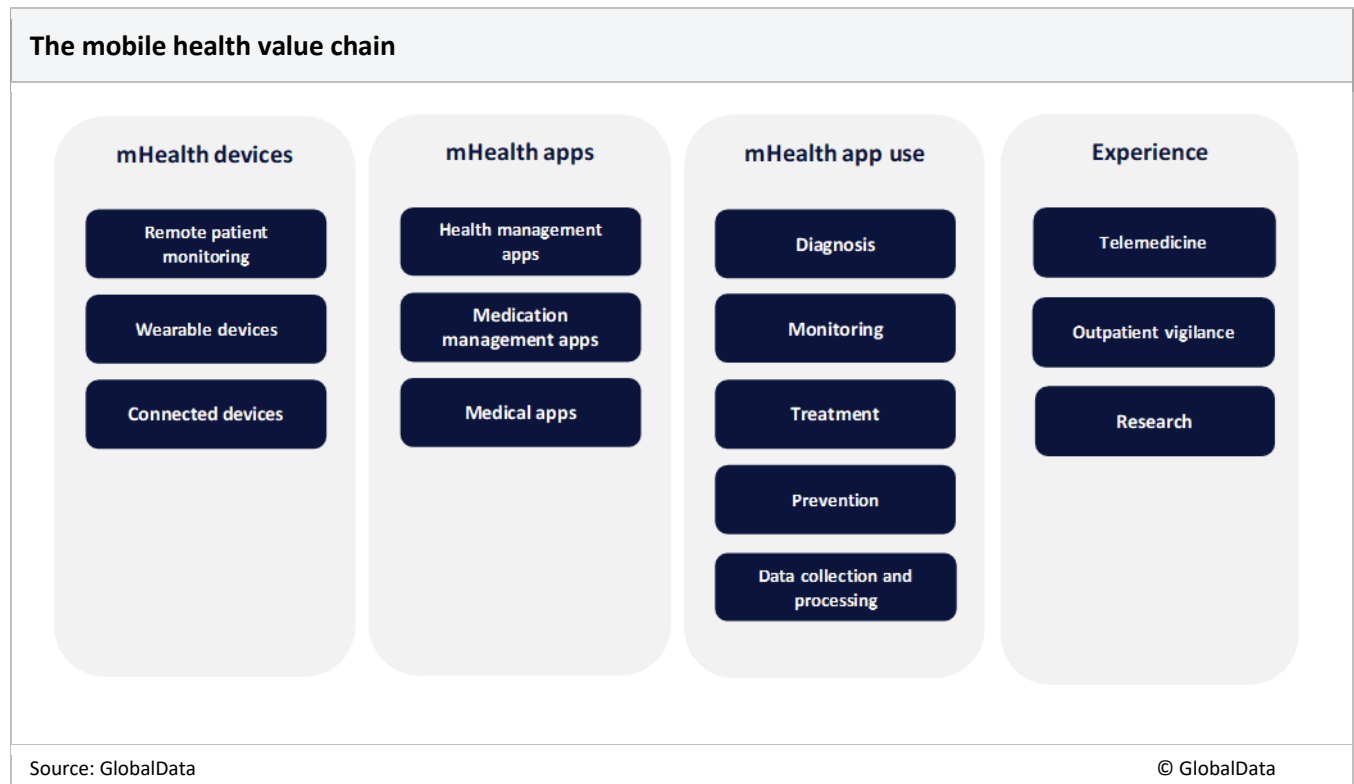 The mobile health value chain
mHealth devices
Remote patient
monitoring
Wearable devices
Connected devices
mHealth apps
Health management
apps
Medication
management apps
Medical apps
mHealth app use
Diagnosis
Monitoring
Treatment
Prevention
Data collection and
processing
Experience
Telemedicine
Outpatient vigilance
Research
Source: GlobalData
© GlobalData